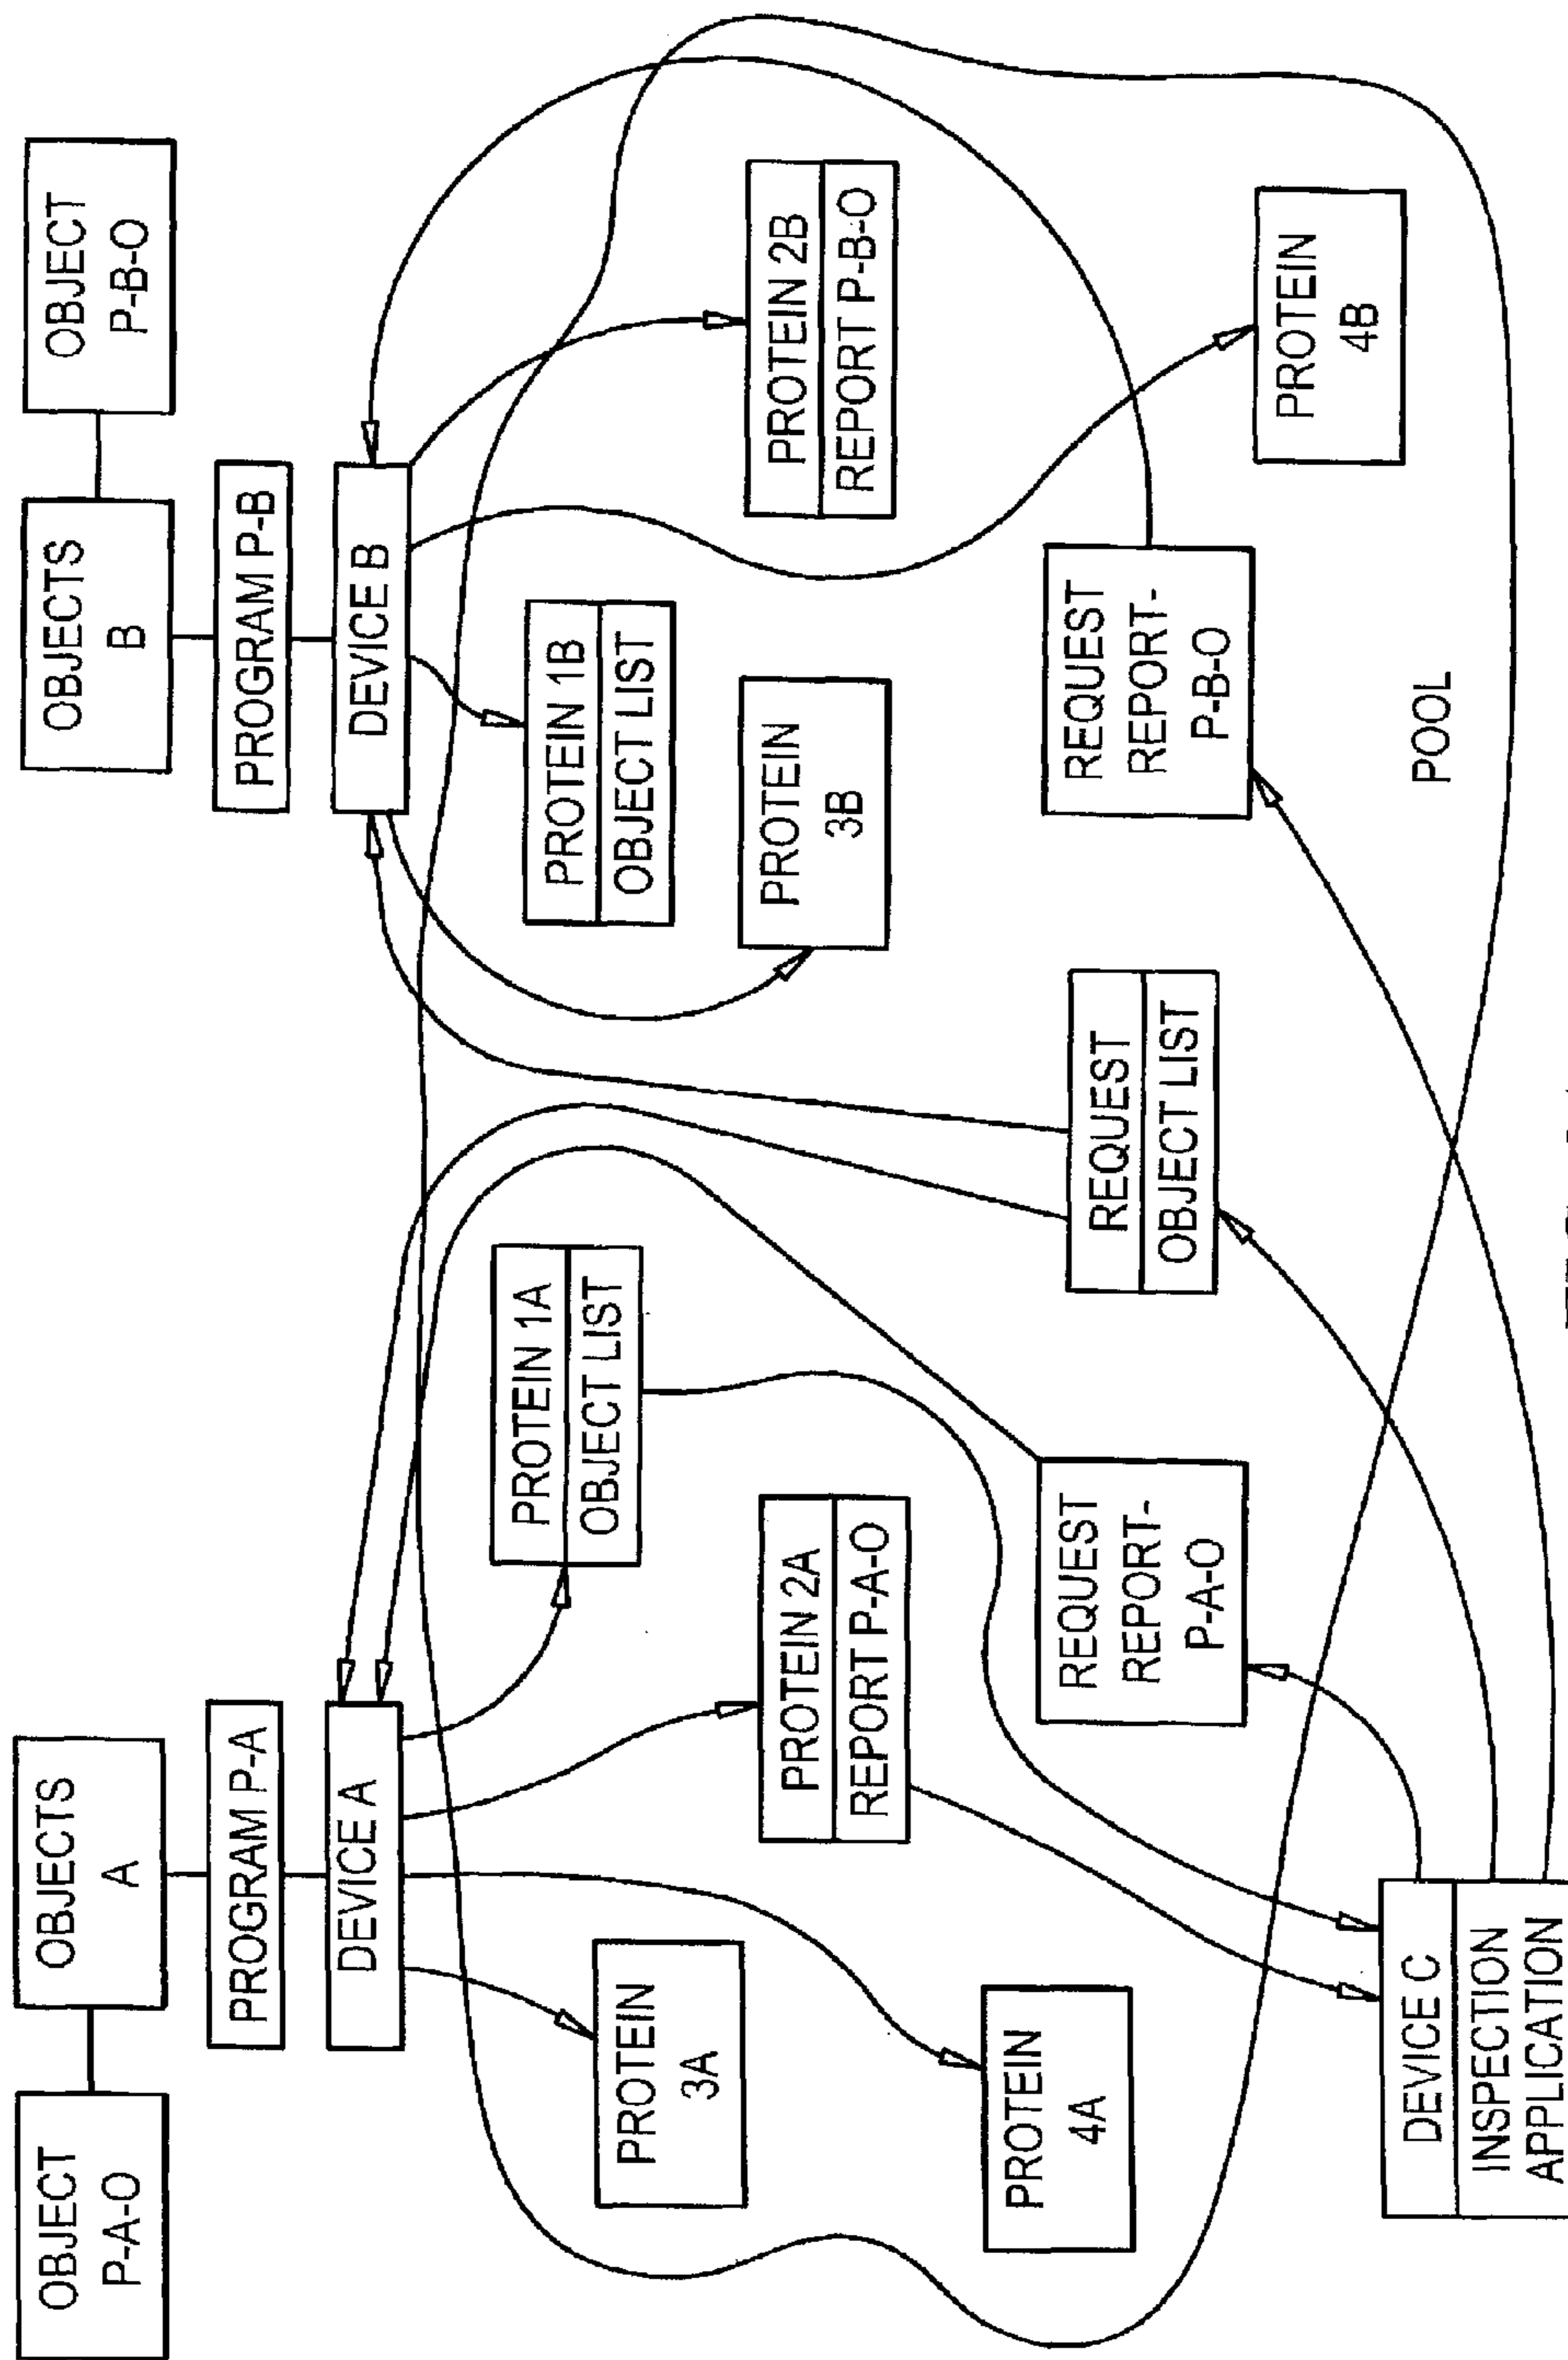 OBJECT
P-A-O
OBJECTS
A
PROGRAM P-A
DEVICE A
OBJECTS
B
OBJECT
P-B-O
PROGRAM P-B
DEVICE B
PROTEIN 1A
OBJECT LIST
PROTEIN 1B
OBJECT LIST
PROTEIN
3A
PROTEIN 2A
REPORT P-A-O
PROTEIN
3B
PROTEIN 2B
REPORT P-B-O
PROTEIN
4A
REQUEST
REPORT-
P-A-O
REQUEST
OBJECT LIST
REQUEST
REPORT-
P-B-O
PROTEIN
4B
DEVICE C
INSPECTION
APPLICATION
POOL